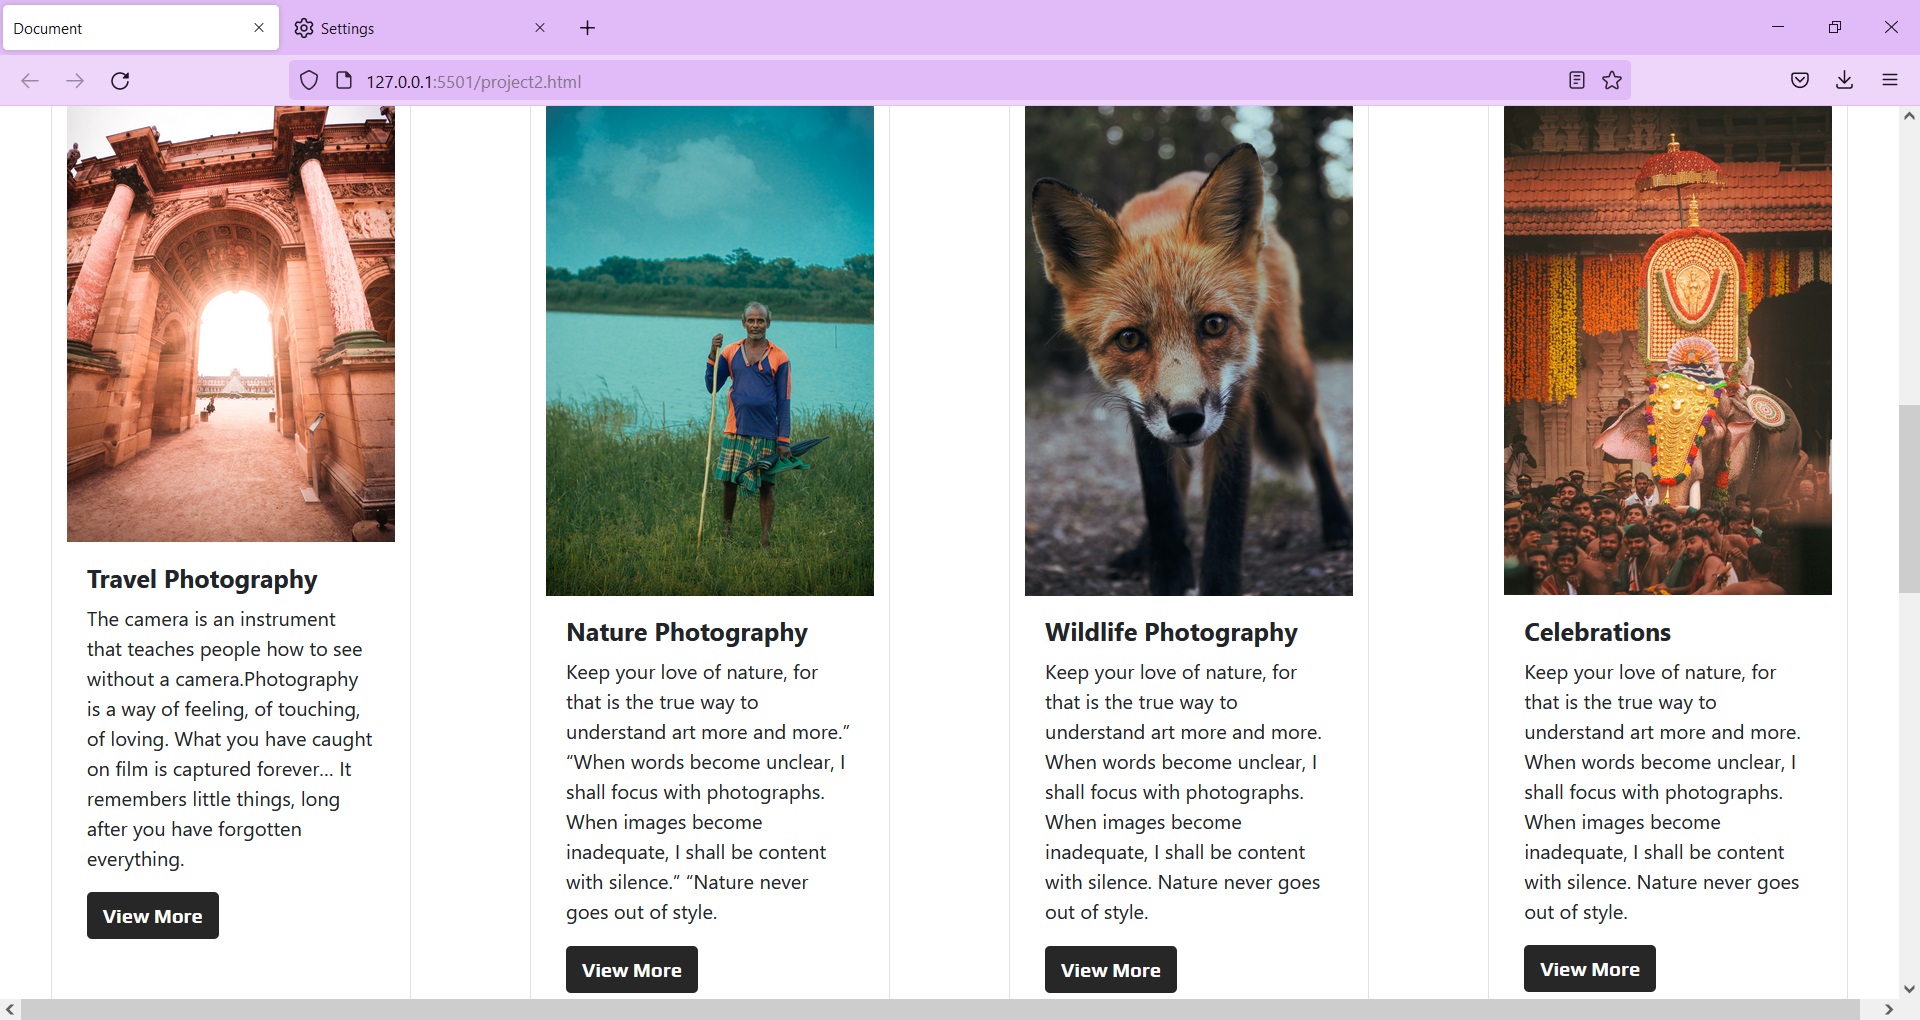 Document
Settings
127.0.0.1:5501/project2.html
Travel Photography
The camera is an instrument
that teaches people how to see
without a camera.Photography
is a way of feeling, of touching,
of loving. What you have caught
on film is captured forever... It
remembers little things, long
after you have forgotten
everything.
View More
Nature Photography
Keep your love of nature, for
that is the true way to
understand art more and more.”
“When words become unclear, I
shall focus with photographs.
When images become
inadequate, I shall be content
with silence.” “Nature never
goes out of style.
View More
Wildlife Photography
Keep your love of nature, for
that is the true way to
understand art more and more.
When words become unclear, I
shall focus with photographs.
When images become
inadequate, I shall be content
with silence. Nature never goes
out of style.
View More
Celebrations
Keep your love of nature, for
that is the true way to
understand art more and more.
When words become unclear, I
shall focus with photographs.
When images become
inadequate, I shall be content
with silence. Nature never goes
out of style.
View More